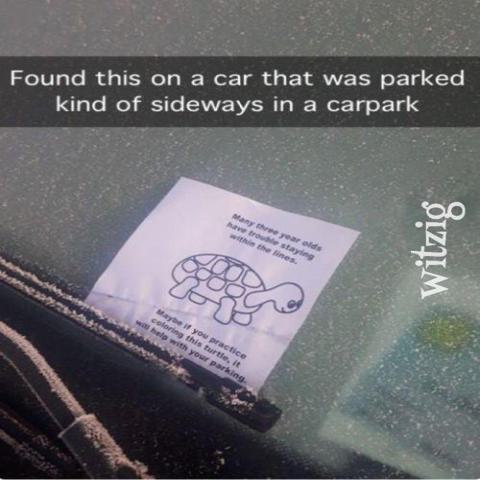 Found this on a car that was parked
kind of sideways in a carpark
witzig
Many three year olds
have trouble staying
within the lines.
Maybe if you practice
coloring this turtle, it
will help with your parking.